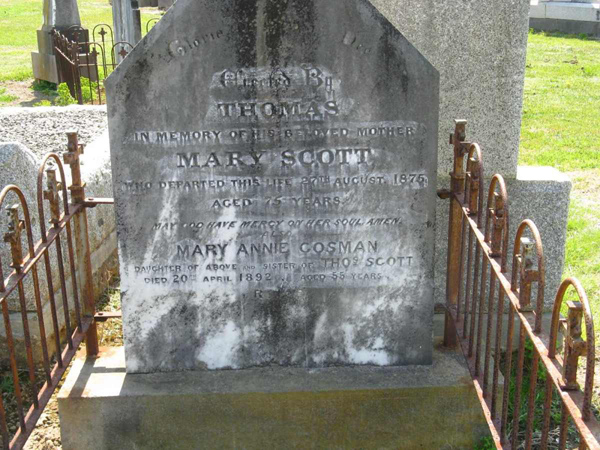 Erected By
THOMAS
IN MEMORY OF HIS BELOVED MOTHER
MARY SCOTT
WHO DEPARTED THIS LIFE 27TH AUGUST. 1875
AGED 75 YEARS.
MAY GOD HAVE MERCY ON HER SOUL AMEN.
MARY ANNIE GOSMAN
DAUGHTER OF ABOVE AND SISTER OF THOS SCOTT
DIED 20TH APRIL 1892 AGED 58 YEARS
R